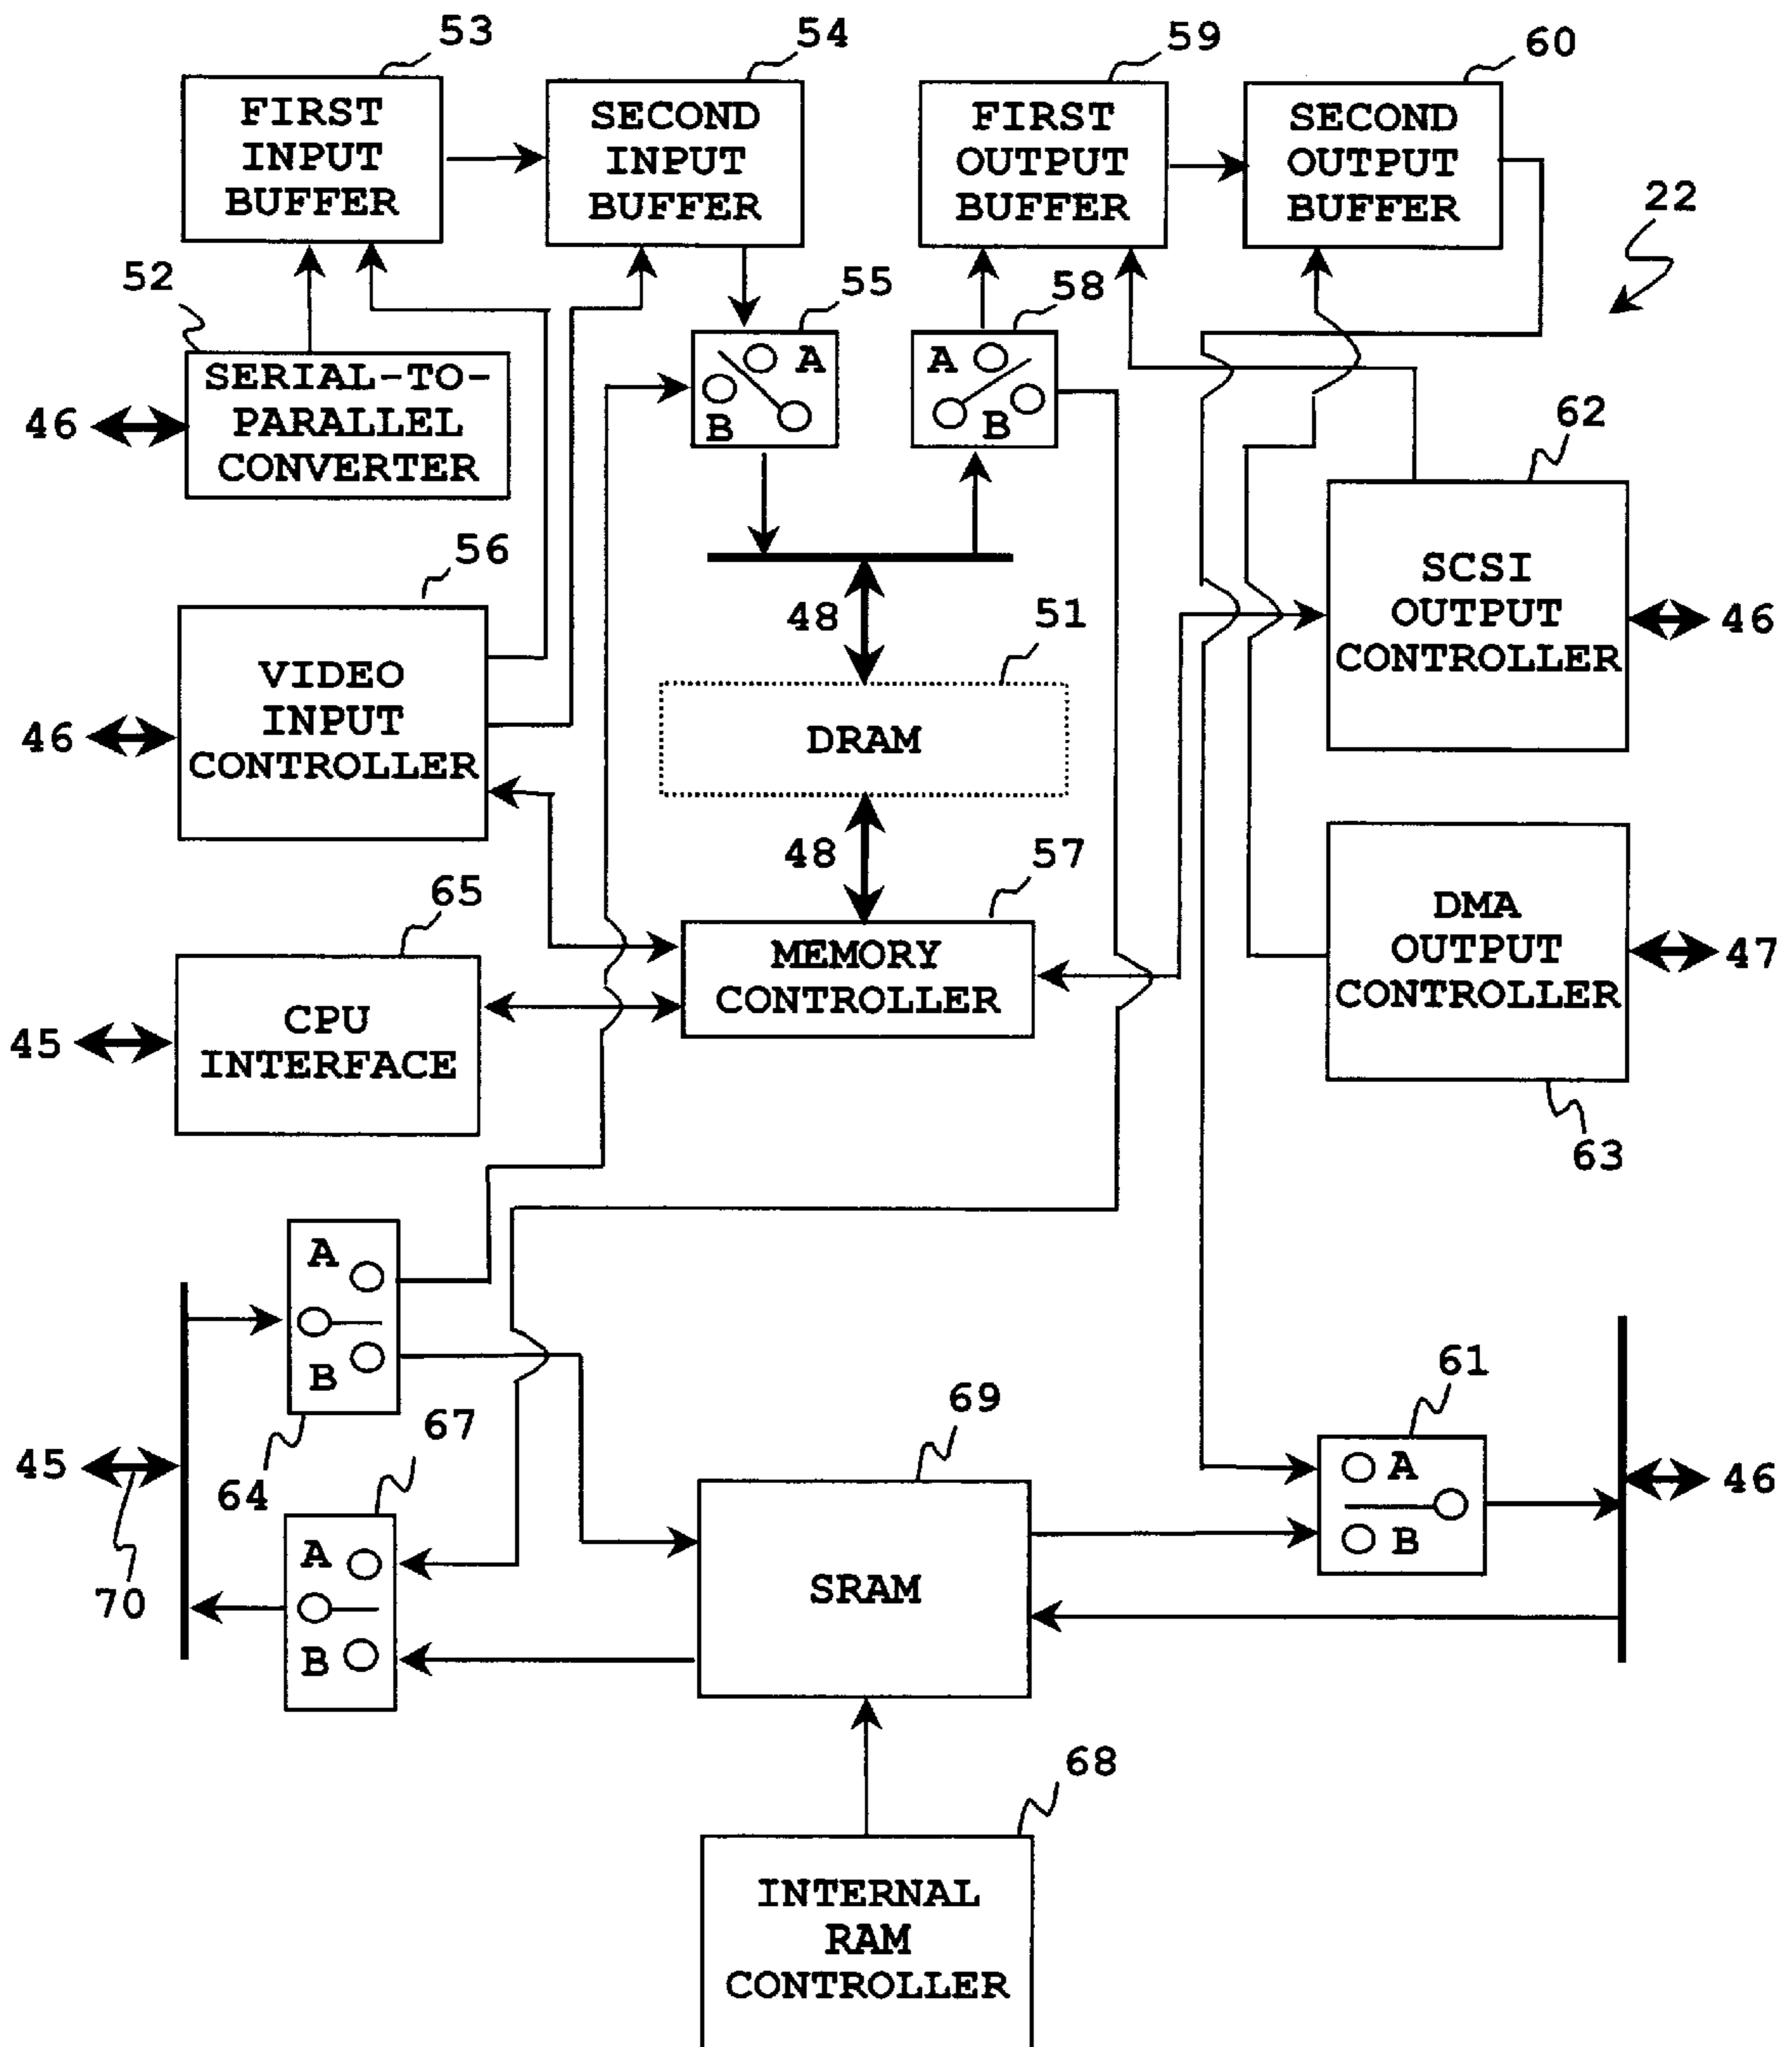 53
54
59
60
FIRST
INPUT
BUFFER
SECOND
INPUT
BUFFER
FIRST
OUTPUT
BUFFER
SECOND
OUTPUT
BUFFER
22
52
55
58
SERIAL-TO-
PARALLEL
CONVERTER
46
A
B
A
B
62
56
48
51
SCSI
OUTPUT
CONTROLLER
46
VIDEO
INPUT
CONTROLLER
46
DRAM
48
57
65
DMA
OUTPUT
CONTROLLER
47
MEMORY
CONTROLLER
CPU
INTERFACE
45
63
A
B
61
67
69
45
64
A
B
46
70
A
B
SRAM
68
INTERNAL
RAM
CONTROLLER